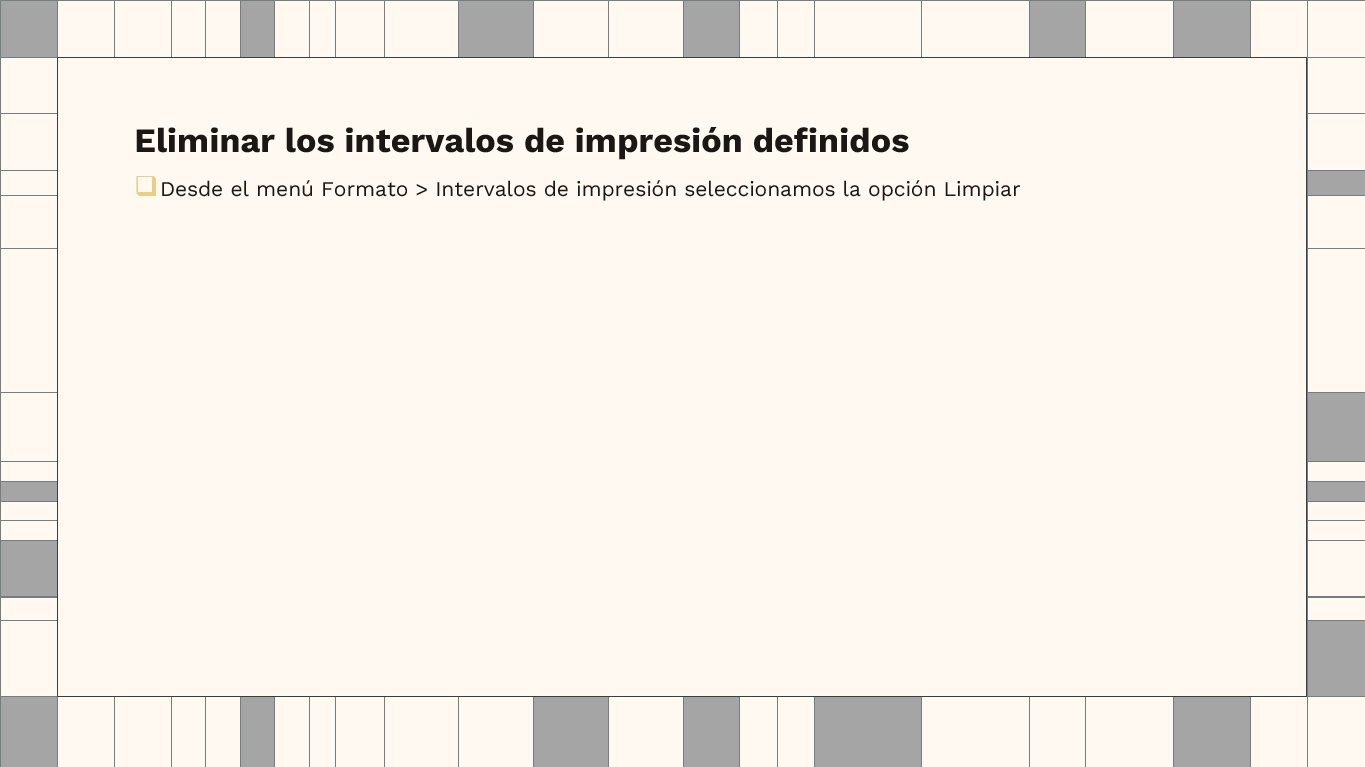 Eliminar los intervalos de impresión definidos
Desde el menú Formato > Intervalos de impresión seleccionamos la opción Limpiar